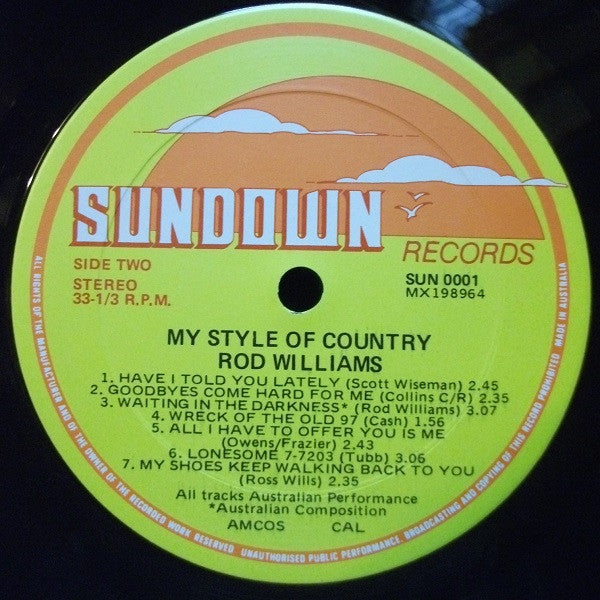 SUNDOWN
RECORDS
SIDE TWO
STEREO
33-1/3 R.P.M.
SUN 0001
MX198964
MY STYLE OF COUNTRY
ROD WILLIAMS
1. HAVE I TOLD YOU LATELY (Scott Wiseman) 2.45
2. GOODBYES COME HARD FOR ME (Collins C/R) 2.35
3. WAITING IN THE DARKNESS* (Rod Williams) 3.07
4. WRECK OF THE OLD 97 (Cash) 1.56
5. ALL I HAVE TO OFFER YOU IS ME
(Owens/Frazier) 2.43
6. LONESOME 7-7203 (Tubb) 3.06
7. MY SHOES KEEP WALKING BACK TO YOU
(Ross Wills) 2.35
All tracks Australian Performance
*Australian Composition
AMCOS CAL
ALL RIGHTS OF THE MANUFACTURER AND OF THE OWNER OF THE RECORDED WORK RESERVED. UNAUTHORISED PUBLIC PERFORMANCE, BROADCASTING AND COPYING OF THIS RECORD PROHIBITED. MADE IN AUSTRALIA